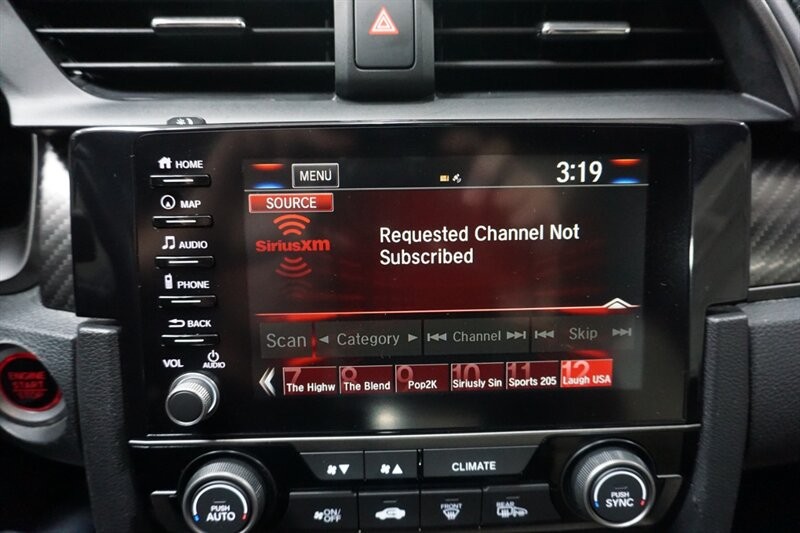 HOME
MENU
3:19
MAP
SOURCE
SiriusXM
Requested Channel Not
Subscribed
AUDIO
PHONE
BACK
Scan
Category
Channel
Skip
VOL
AUDIO
7
The Highw
8
The Blend
9
Pop2K
10
Siriusly Sin
11
Sports 205
12
Laugh USA
ENGINE
START
STOP
CLIMATE
PUSH
AUTO
ON/
OFF
FRONT
REAR
PUSH
SYNC